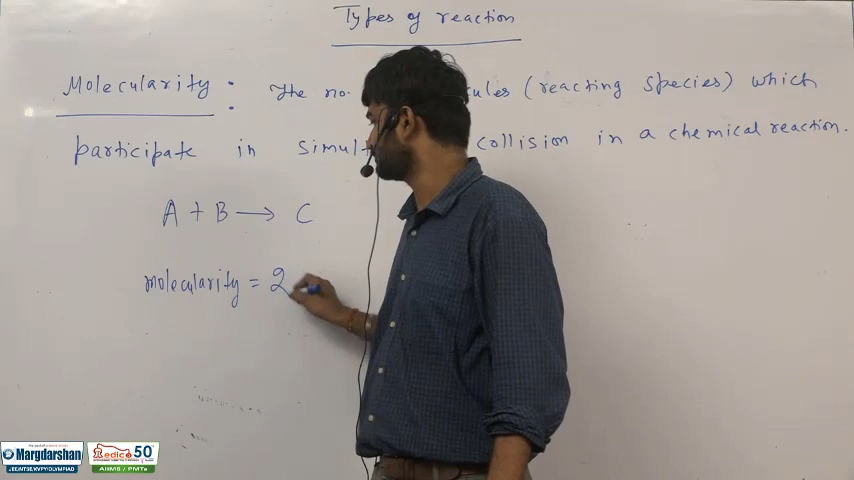 Types of reaction
Molecularity : The no. ules (reacting species) which
participate in simult collision in a chemical reaction.
A + B ⟶ C
molecularity = 2
Margdarshan
JEE/NTSE/KVPY/OLYMPIAD
Medico 50
AIIMS / PMTs